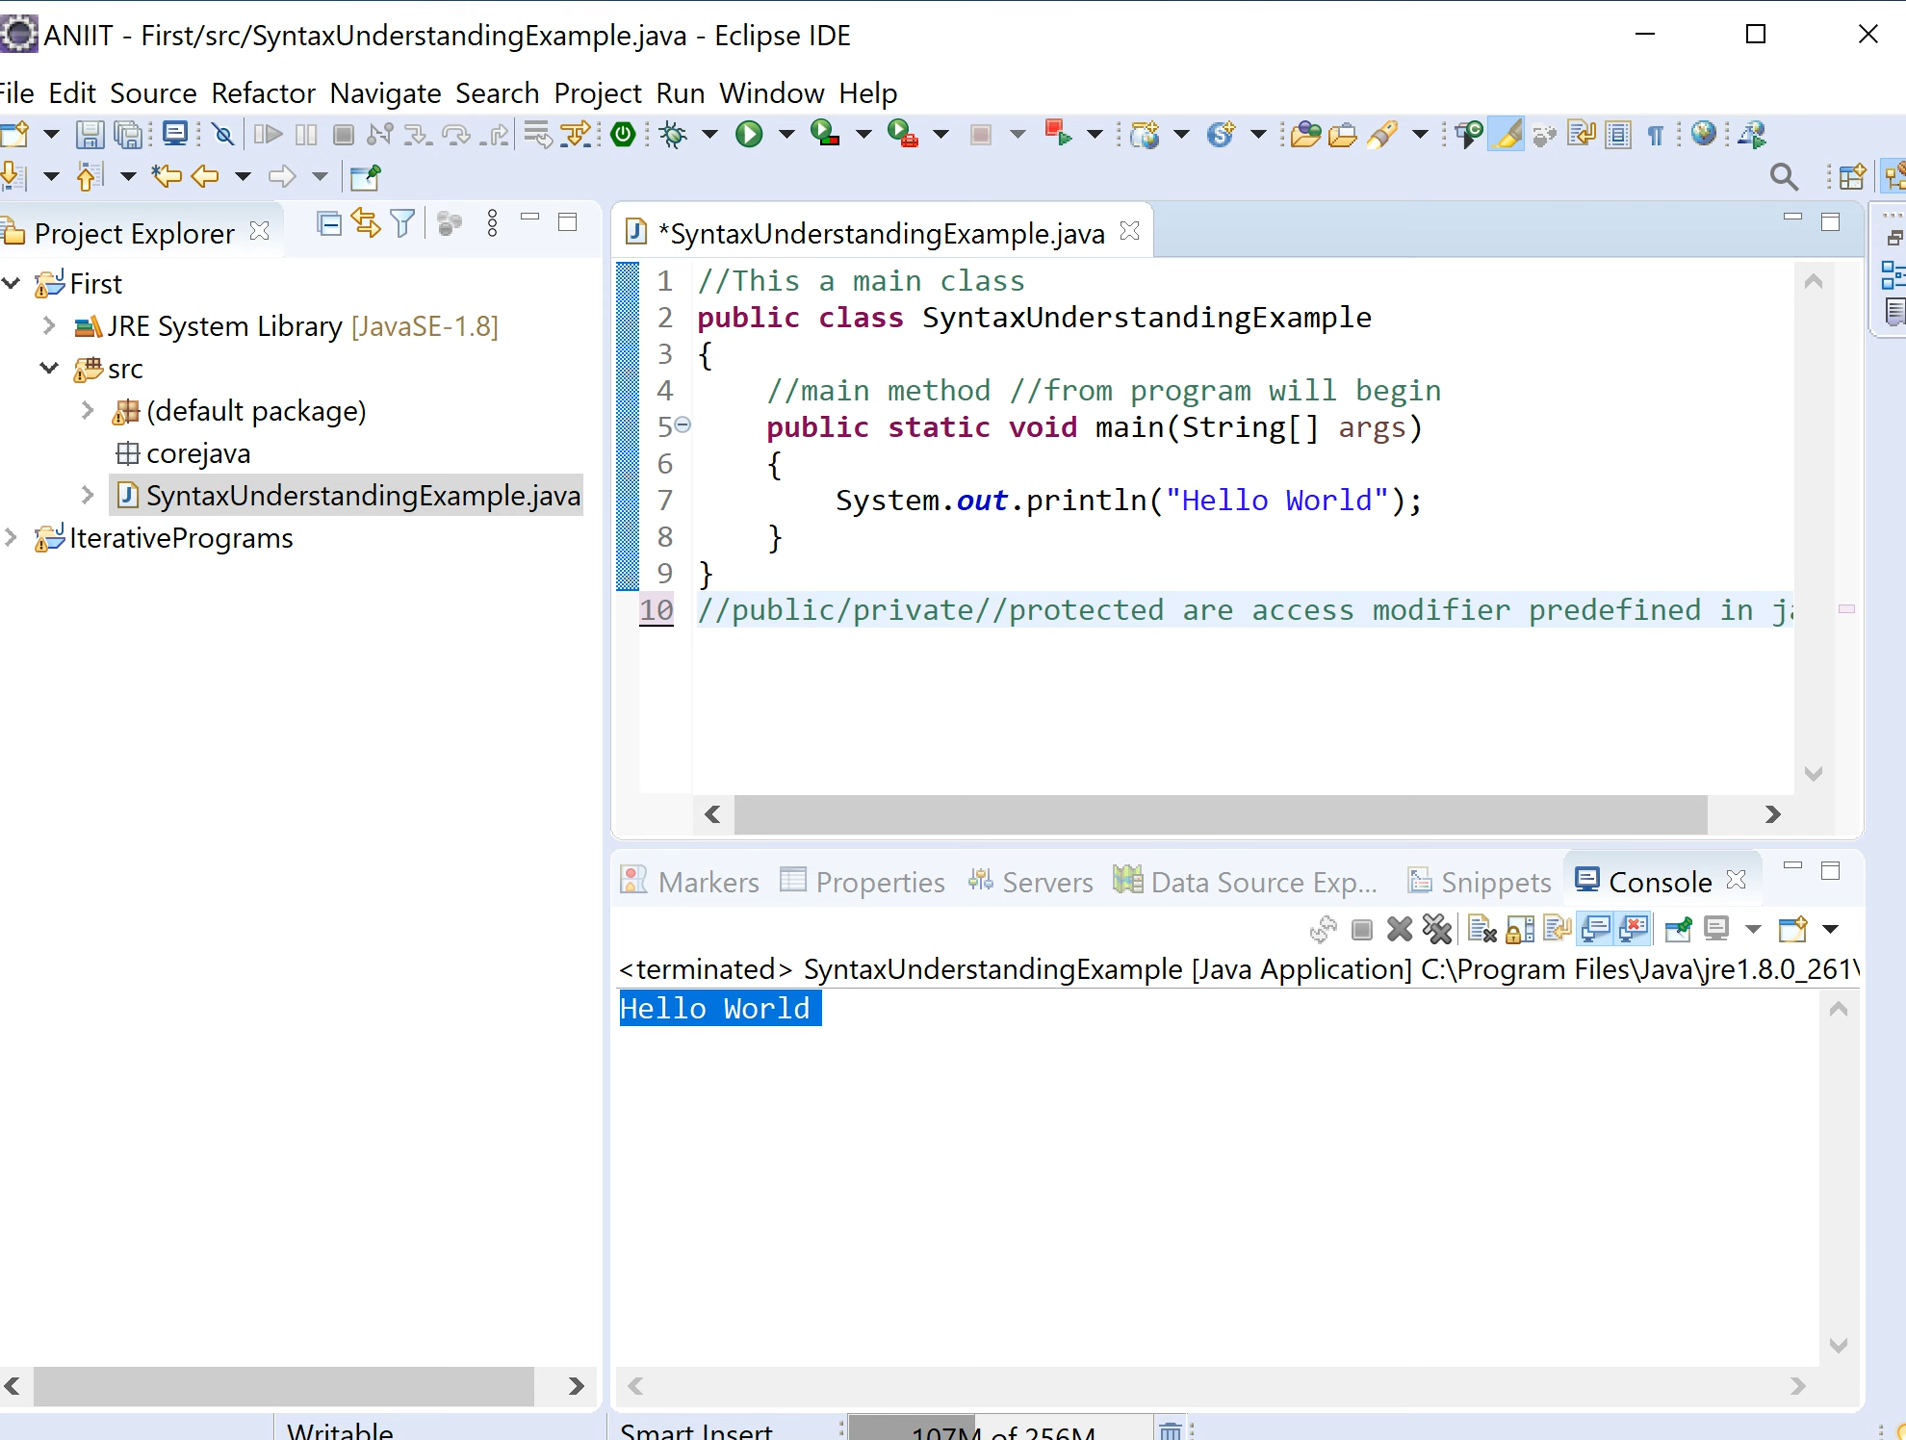 ANIIT - First/src/SyntaxUnderstandingExample.java - Eclipse IDE
File Edit Source Refactor Navigate Search Project Run Window Help
Project Explorer
First
JRE System Library [JavaSE-1.8]
src
(default package)
corejava
SyntaxUnderstandingExample.java
IterativePrograms
*SyntaxUnderstandingExample.java
1 //This a main class
2 public class SyntaxUnderstandingExample
3 {
4 //main method //from program will begin
5 public static void main(String[] args)
6 {
7 System.out.println("Hello World");
8 }
9 }
10 //public/private//protected are access modifier predefined in
Markers Properties Servers Data Source Exp... Snippets Console
<terminated> SyntaxUnderstandingExample [Java Application] C:\Program Files\Java\jre1.8.0_261\
Hello World
Writable Smart Insert 107M of 256M